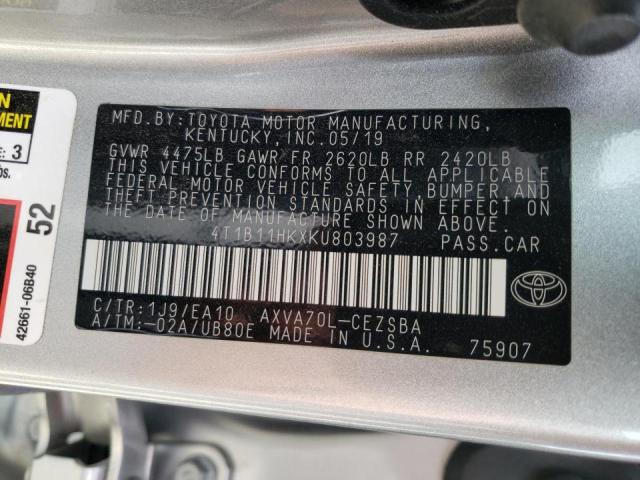 MFD.BY:TOYOTA MOTOR MANUFACTURING,
KENTUCKY, INC.05/19
GVWR 4475LB GAWR FR 2620LB RR 2420LB
THIS VEHICLE CONFORMS TO ALL APPLICABLE
FEDERAL MOTOR VEHICLE SAFETY, BUMPER AND
THEFT PREVENTION STANDARDS IN EFFECT ON
THE DATE OF MANUFACTURE SHOWN ABOVE.
4T1B11HKXKU803987 PASS.CAR
C/TR:1J9/EA10 AXVA70L-CEZSBA
A/TM:-02A/UB80E MADE IN U.S.A. 75907
3
52
42661-06B40